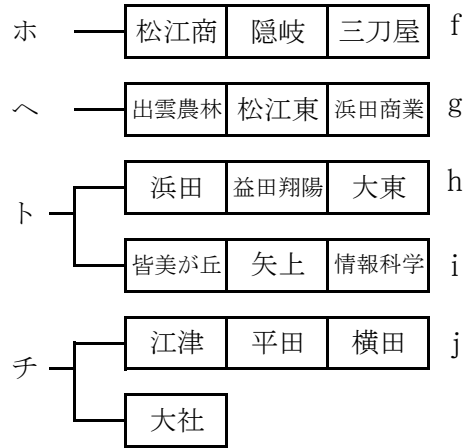 ホ 松江商 隠岐 三刀屋 f
へ 出雲農林 松江東 浜田商業 g
ト 浜田 益田翔陽 大東 h
皆美が丘 矢上 情報科学 i
チ 江津 平田 横田 j
大社